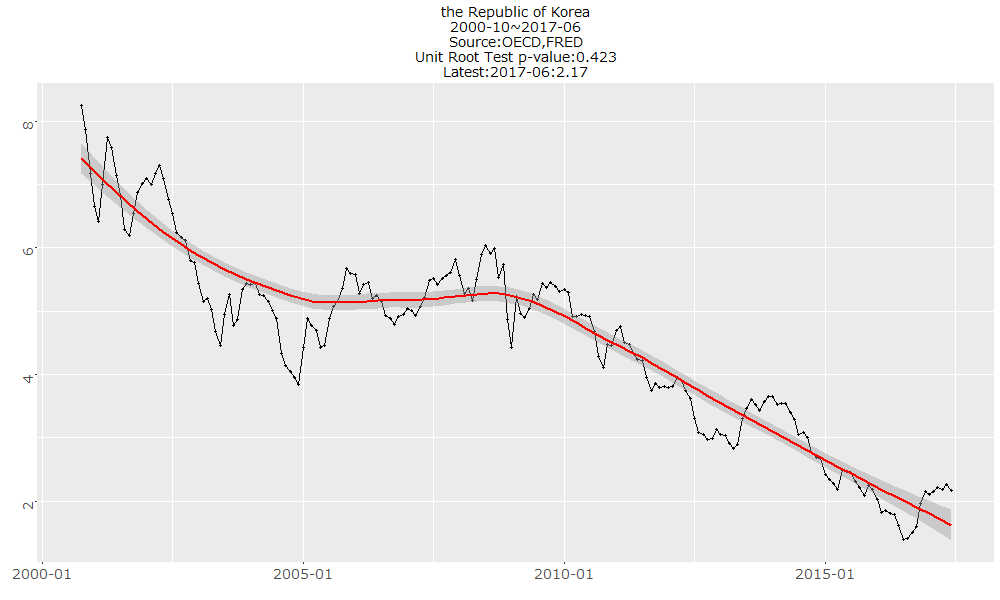 the Republic of Korea
2000-10~2017-06
Source:OECD,FRED
Unit Root Test p-value:0.423
Latest:2017-06:2.17
8
6
4
2
2000-01 2005-01 2010-01 2015-01